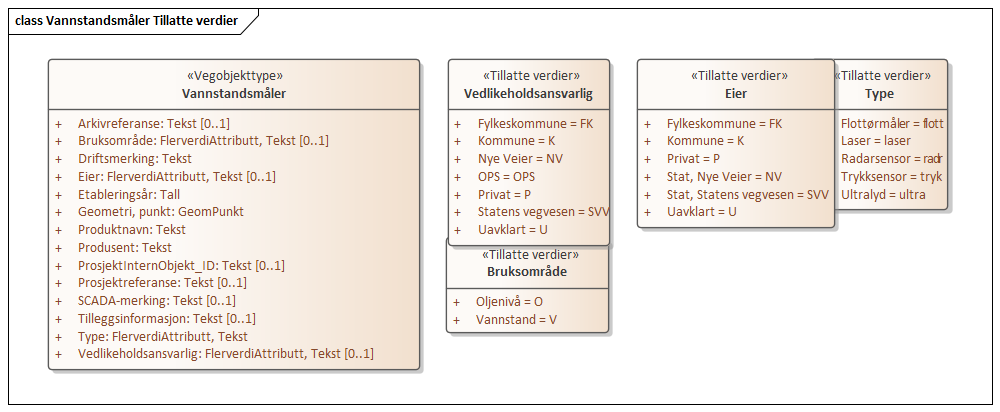 class Vannstandsmåler Tillatte verdier
«Vegobjekttype»
Vannstandsmåler
+ Arkivreferanse: Tekst [0..1]
+ Bruksområde: FlerverdiAttributt, Tekst [0..1]
+ Driftsmerking: Tekst
+ Eier: FlerverdiAttributt, Tekst [0..1]
+ Etableringsår: Tall
+ Geometri, punkt: GeomPunkt
+ Produktnavn: Tekst
+ Produsent: Tekst
+ ProsjektInternObjekt_ID: Tekst [0..1]
+ Prosjektreferanse: Tekst [0..1]
+ SCADA-merking: Tekst [0..1]
+ Tilleggsinformasjon: Tekst [0..1]
+ Type: FlerverdiAttributt, Tekst
+ Vedlikeholdsansvarlig: FlerverdiAttributt, Tekst [0..1]
«Tillatte verdier»
Vedlikeholdsansvarlig
+ Fylkeskommune = FK
+ Kommune = K
+ Nye Veier = NV
+ OPS = OPS
+ Privat = P
+ Statens vegvesen = SVV
+ Uavklart = U
«Tillatte verdier»
Bruksområde
+ Oljenivå = O
+ Vannstand = V
«Tillatte verdier»
Eier
+ Fylkeskommune = FK
+ Kommune = K
+ Privat = P
+ Stat, Nye Veier = NV
+ Stat, Statens vegvesen = SVV
+ Uavklart = U
«Tillatte verdier»
Type
Flottørmåler = flott
Laser = laser
Radarsensor = radr
Trykksensor = tryk
Ultralyd = ultra